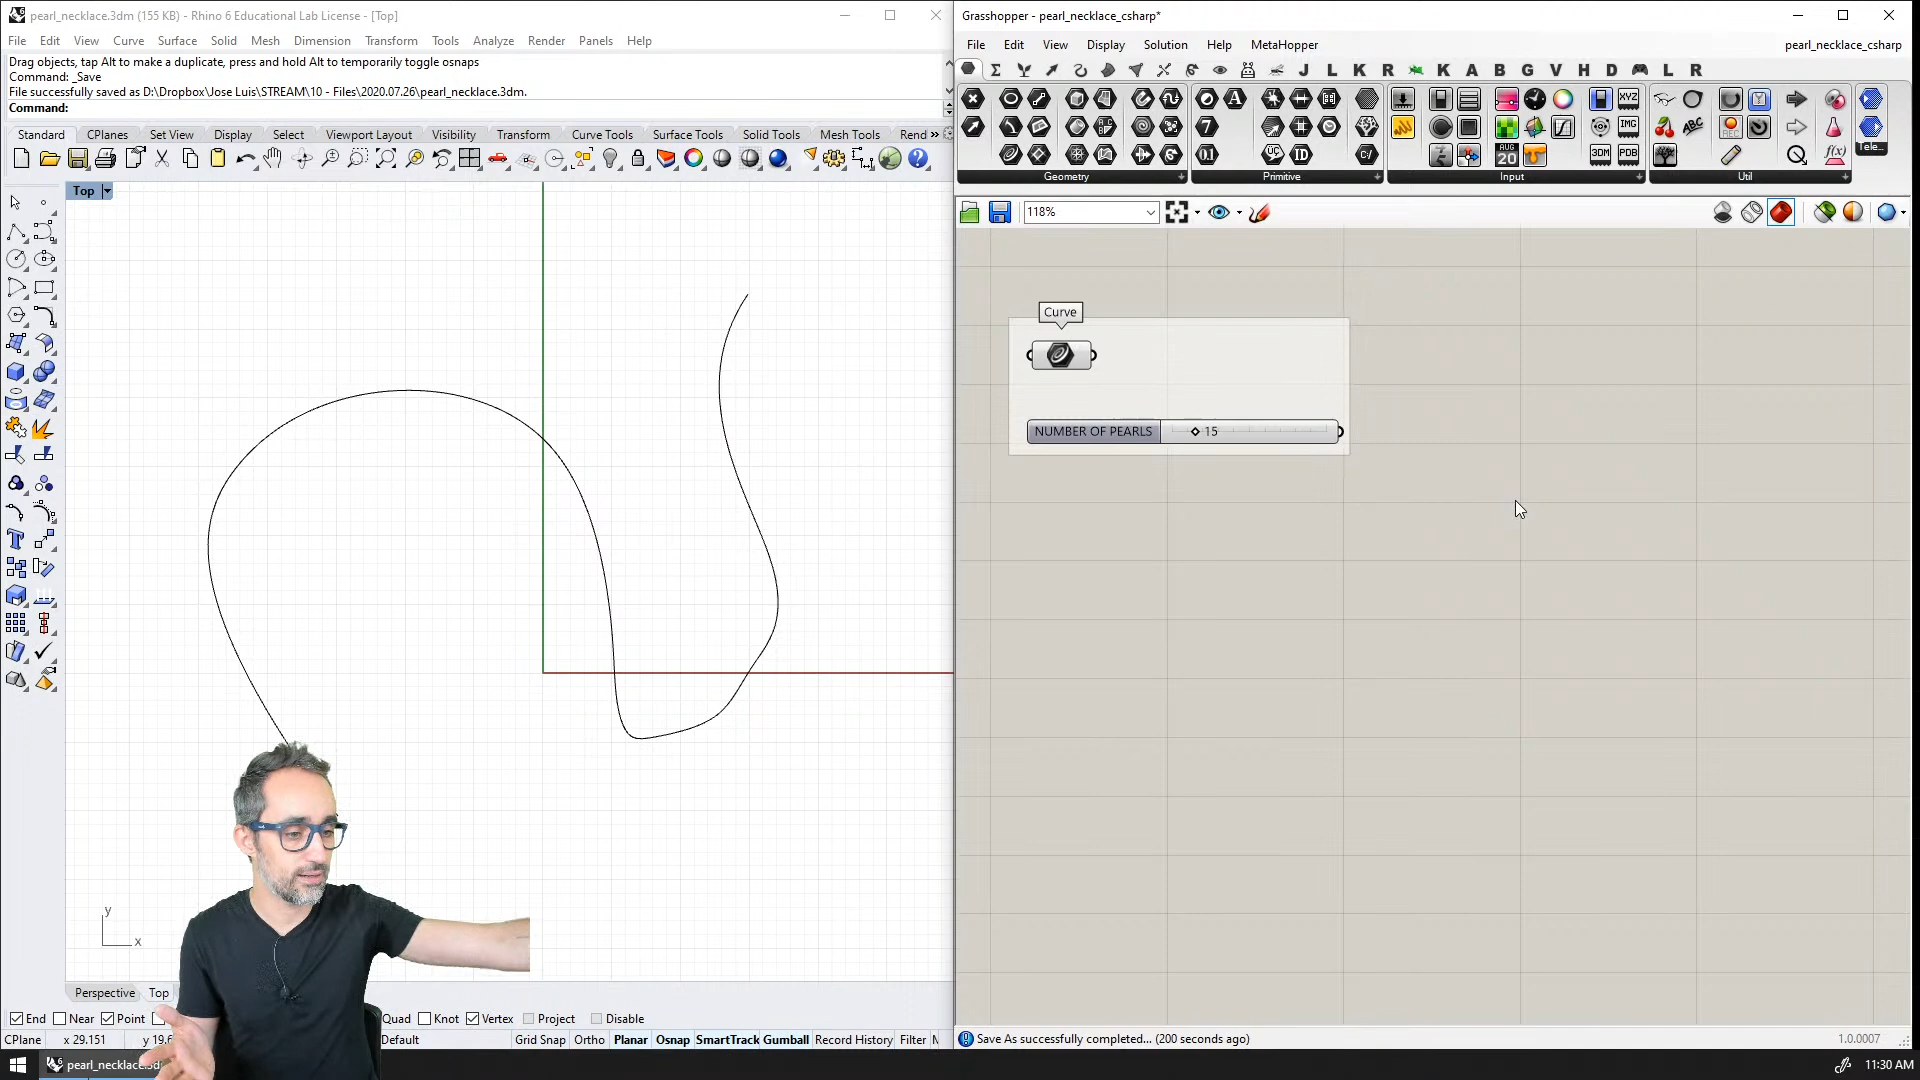 pearl_necklace.3dm (155 KB) - Rhino 6 Educational Lab License - [Top]
File Edit View Curve Surface Solid Mesh Dimension Transform Tools Analyze Render Panels Help
Drag objects, tap Alt to make a duplicate, press and hold Alt to temporarily toggle osnaps
Command: _Save
File successfully saved as D:\Dropbox\Jose Luis\STREAM\10 - Files\2020.07.26\pearl_necklace.3dm.
Command:
Standard CPlanes Set View Display Select Viewport Layout Visibility Transform Curve Tools Surface Tools Solid Tools Mesh Tools Rend »
Top
y
x
Perspective Top
End Near Point Quad Knot Vertex Project Disable
CPlane x 29.151 Default Grid Snap Ortho Planar Osnap SmartTrack Gumball Record History Filter
Grasshopper - pearl_necklace_csharp*
File Edit View Display Solution Help MetaHopper pearl_necklace_csharp
J L K R K A B G V H D L R
Geometry Primitive Input Util
Tele...
118%
Curve
NUMBER OF PEARLS 15
Save As successfully completed... (200 seconds ago) 1.0.0007
pearl_necklace.3d
11:30 AM